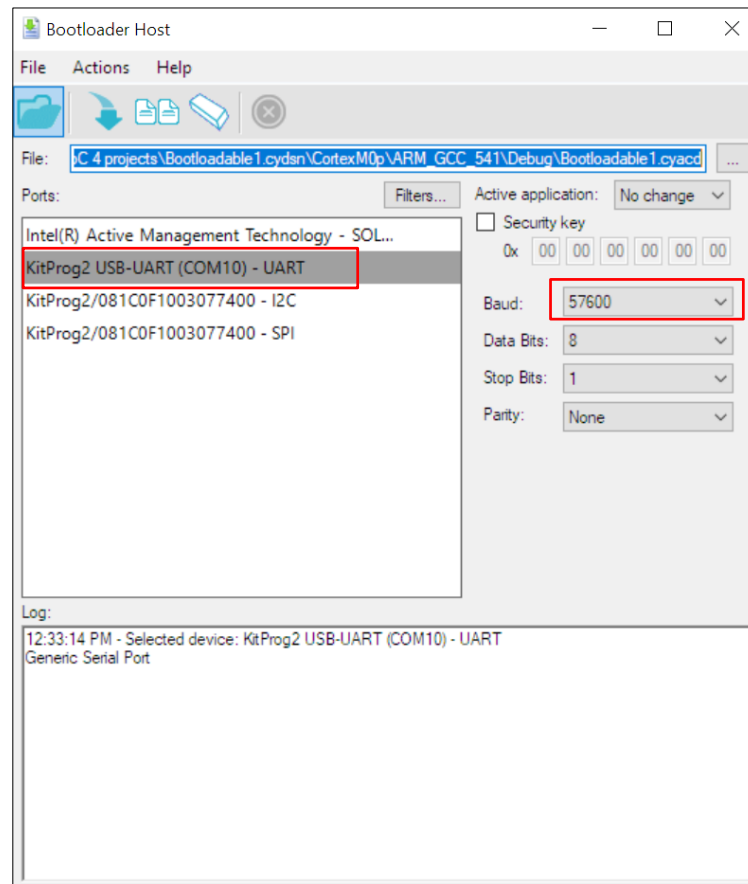 Bootloader Host
File Actions Help
File: ɔC 4 projects\Bootloadable1.cydsn\CortexM0p\ARM_GCC_541\Debug\Bootloadable1.cyacd ...
Ports: Filters...
Intel(R) Active Management Technology - SOL...
KitProg2 USB-UART (COM10) - UART
KitProg2/081C0F1003077400 - I2C
KitProg2/081C0F1003077400 - SPI
Active application: No change
Security key
0x 00 00 00 00 00 00
Baud: 57600
Data Bits: 8
Stop Bits: 1
Parity: None
Log:
12:33:14 PM - Selected device: KitProg2 USB-UART (COM10) - UART
Generic Serial Port